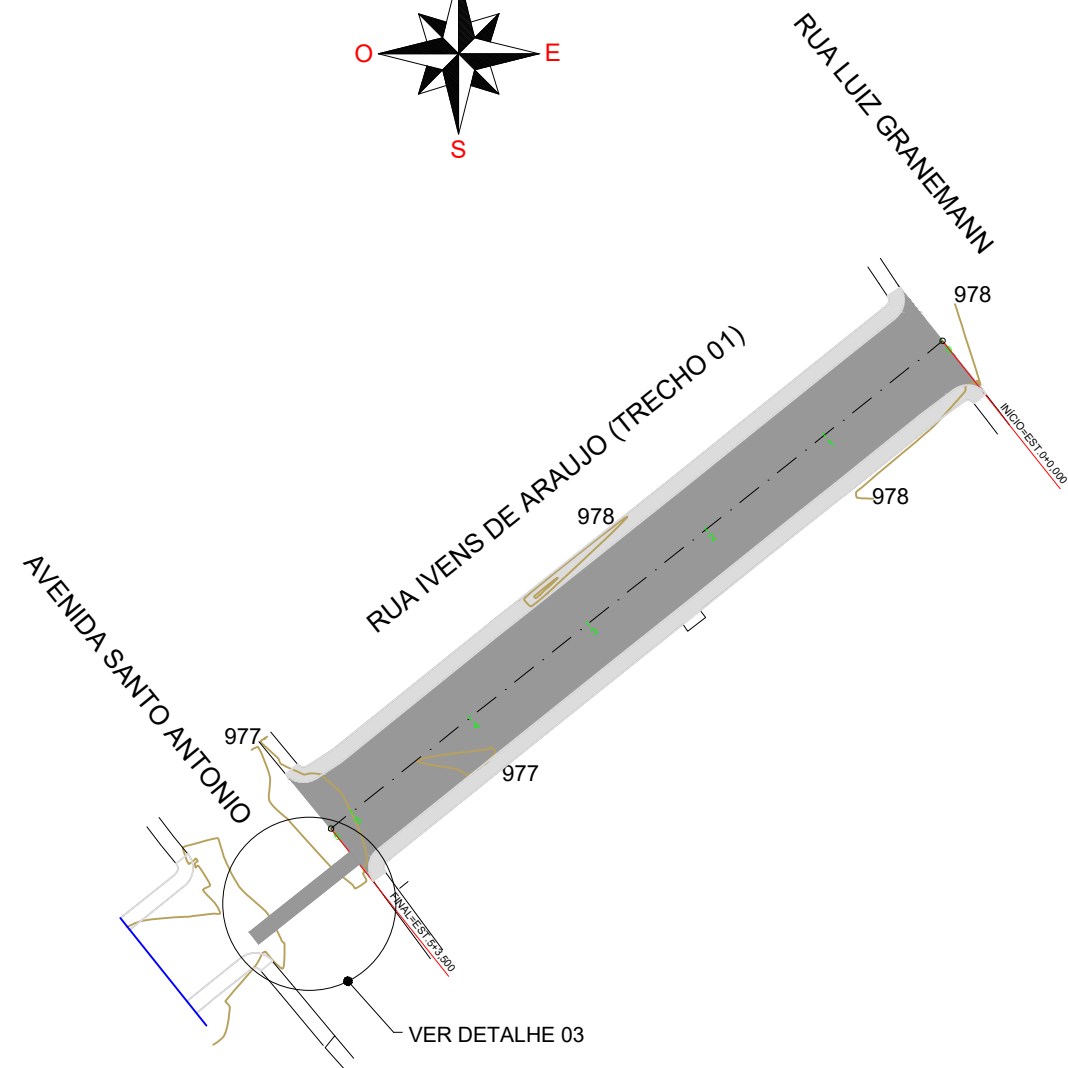 O
E
S
RUA LUIZ GRANEMANN
978
INÍCIO=EST.0+0,000
RUA IVENS DE ARAUJO (TRECHO 01)
978
978
AVENIDA SANTO ANTONIO
977
977
FINAL=EST.5+3,500
VER DETALHE 03